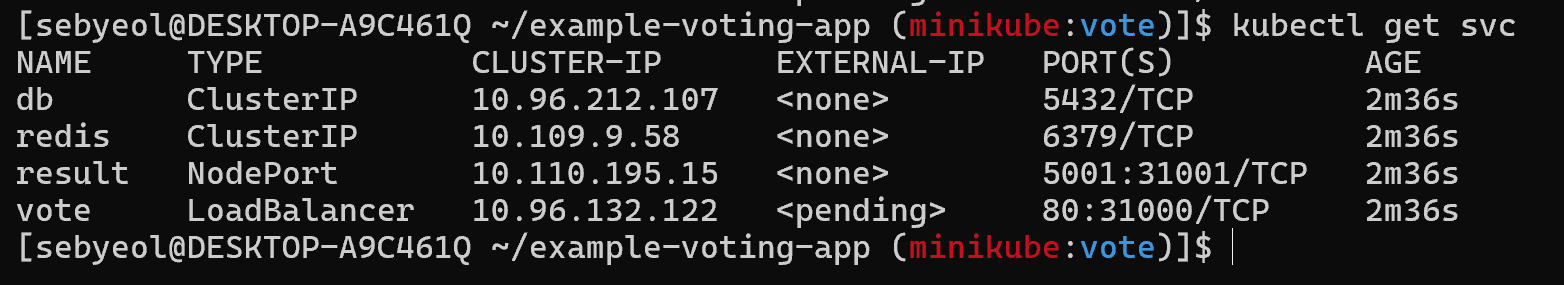 [sebyeol@DESKTOP-A9C461Q ~/example-voting-app (minikube:vote)]$ kubectl get svc
NAME     TYPE           CLUSTER-IP      EXTERNAL-IP   PORT(S)          AGE
db       ClusterIP      10.96.212.107   <none>        5432/TCP         2m36s
redis    ClusterIP      10.109.9.58     <none>        6379/TCP         2m36s
result   NodePort       10.110.195.15   <none>        5001:31001/TCP   2m36s
vote     LoadBalancer   10.96.132.122   <pending>     80:31000/TCP     2m36s
[sebyeol@DESKTOP-A9C461Q ~/example-voting-app (minikube:vote)]$